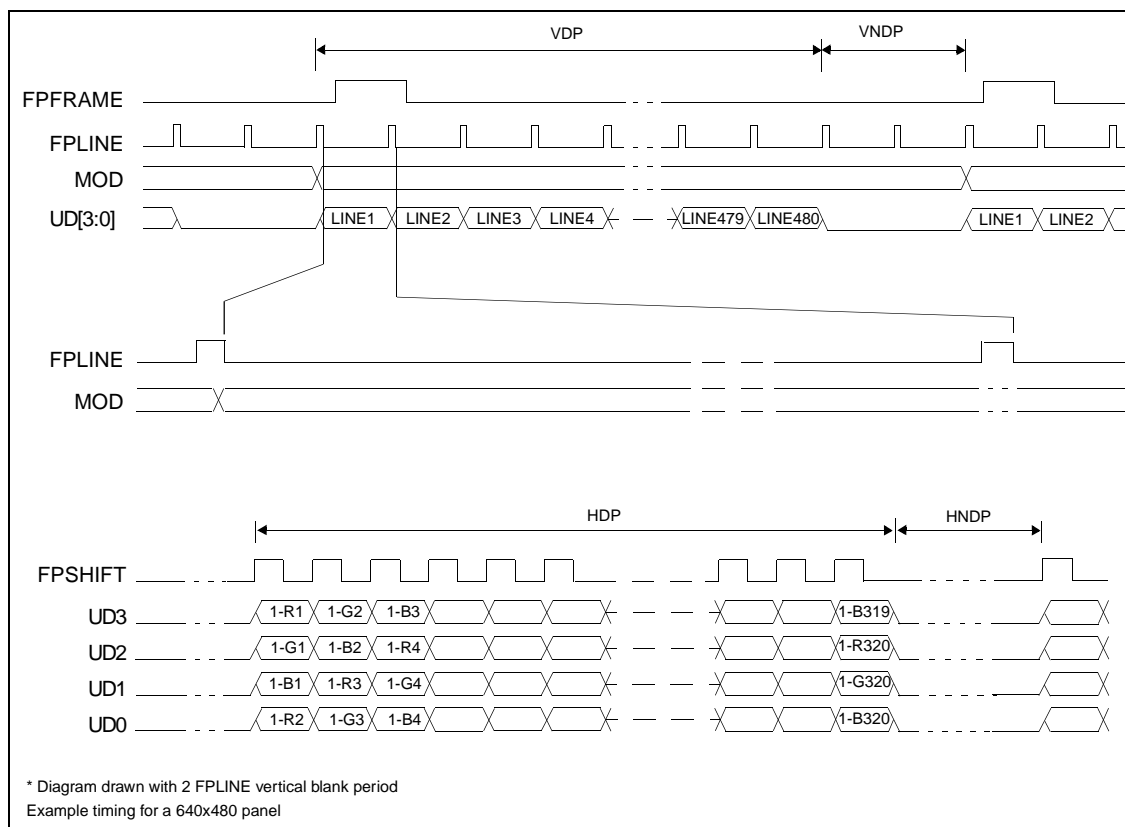 VDP VNDP
FPFRAME
FPLINE
MOD
UD[3:0] LINE1 LINE2 LINE3 LINE4 LINE479 LINE480 LINE1 LINE2
FPLINE
MOD
HDP HNDP
FPSHIFT
UD3 1-R1 1-G2 1-B3 1-B319
UD2 1-G1 1-B2 1-R4 1-R320
UD1 1-B1 1-R3 1-G4 1-G320
UD0 1-R2 1-G3 1-B4 1-B320
* Diagram drawn with 2 FPLINE vertical blank period
Example timing for a 640x480 panel